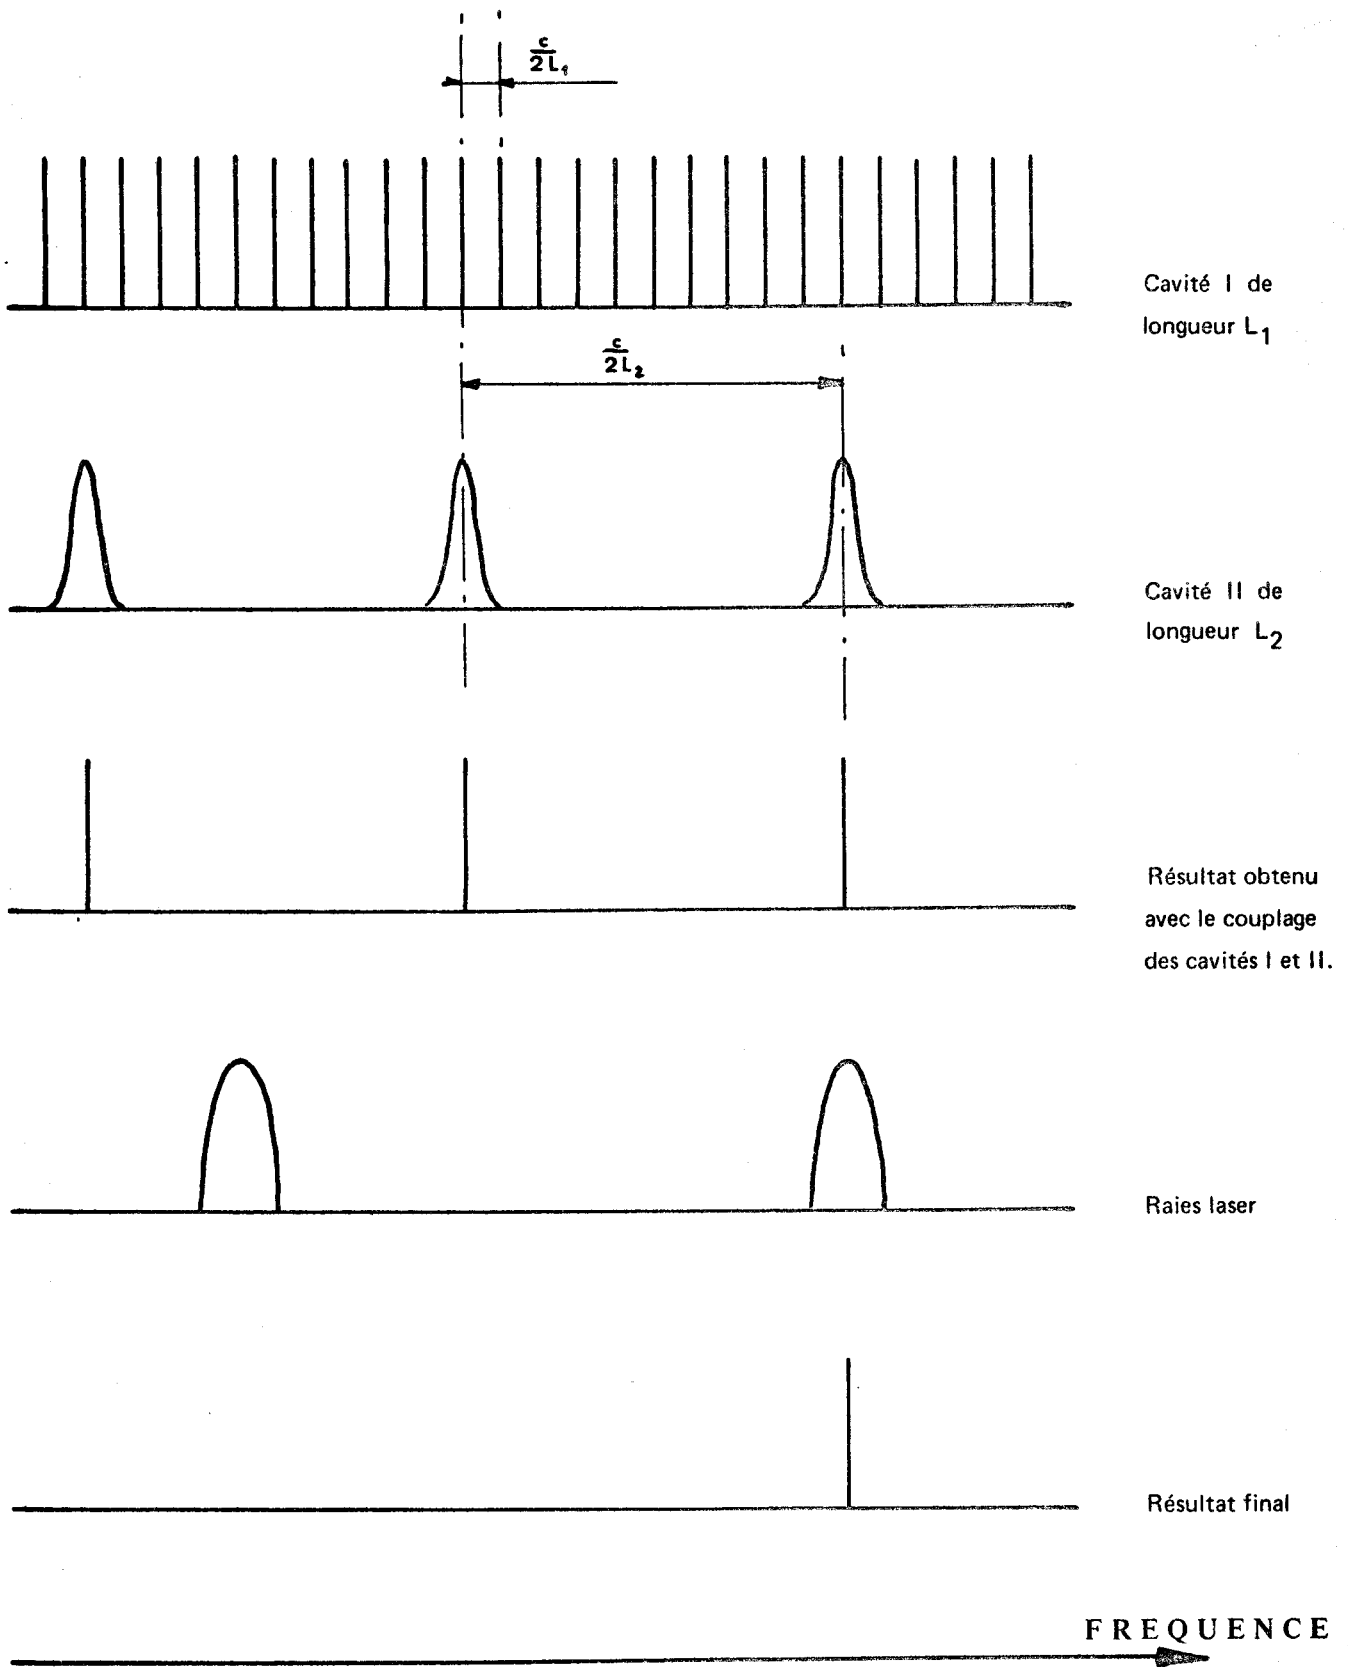 c
2L₁
Cavité I de
longueur L₁
c
2L₂
Cavité II de
longueur L₂
Résultat obtenu
avec le couplage
des cavités I et II.
Raies laser
Résultat final
FREQUENCE